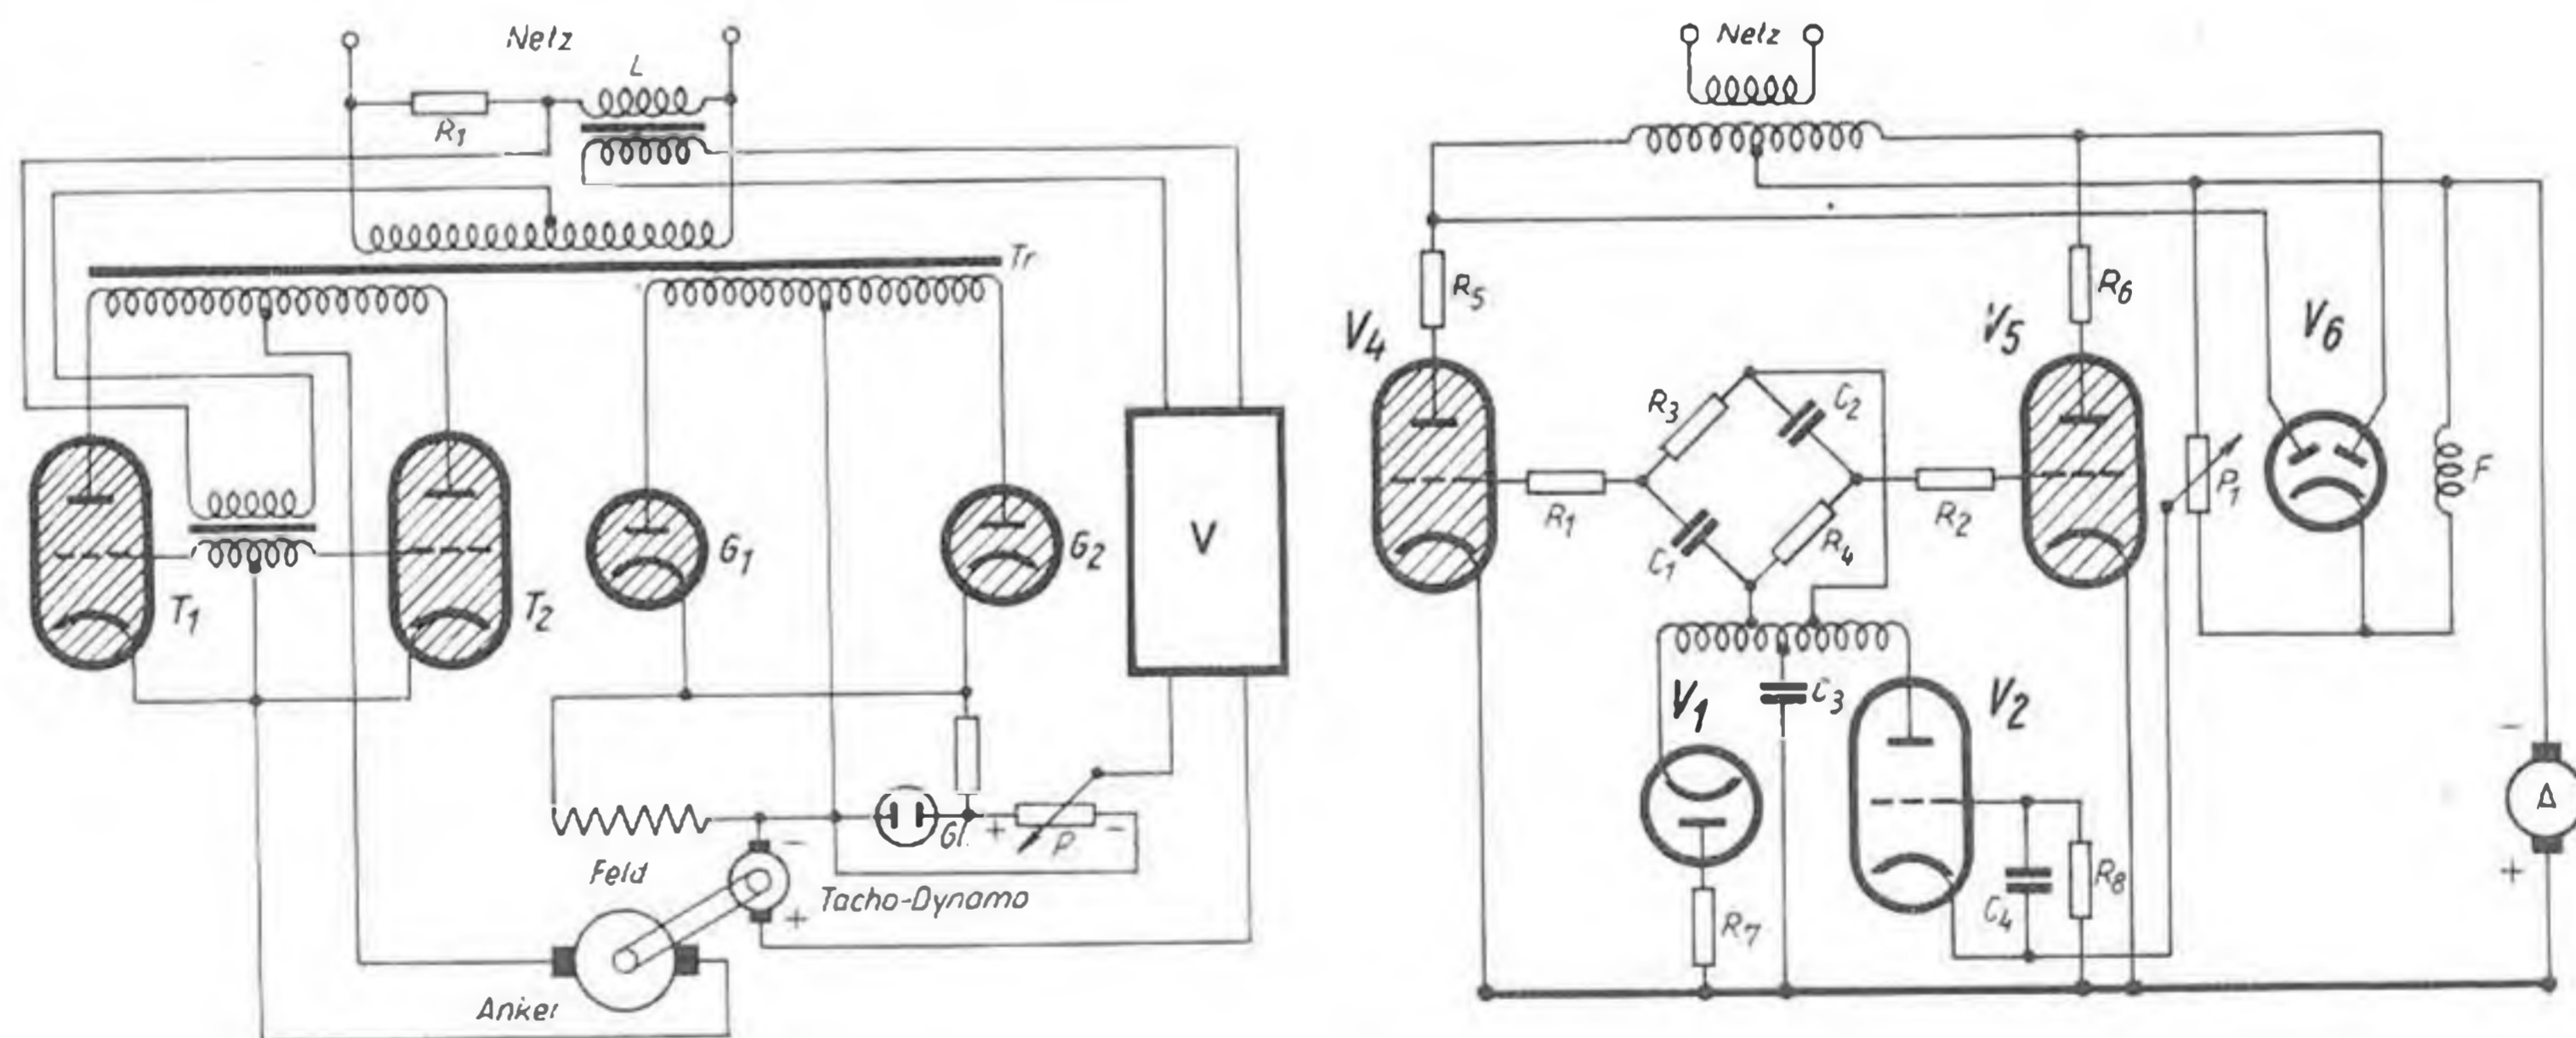 Netz
L
R1
Tr
T1
T2
G1
G2
V
Gl.
+
P
-
Feld
-
+
Tacho-Dynamo
Anker
Netz
R5
R6
V4
V5
V6
R3
C2
R1
C1
R4
R2
P1
F
V1
C3
V2
R7
C4
R8
-
A
+